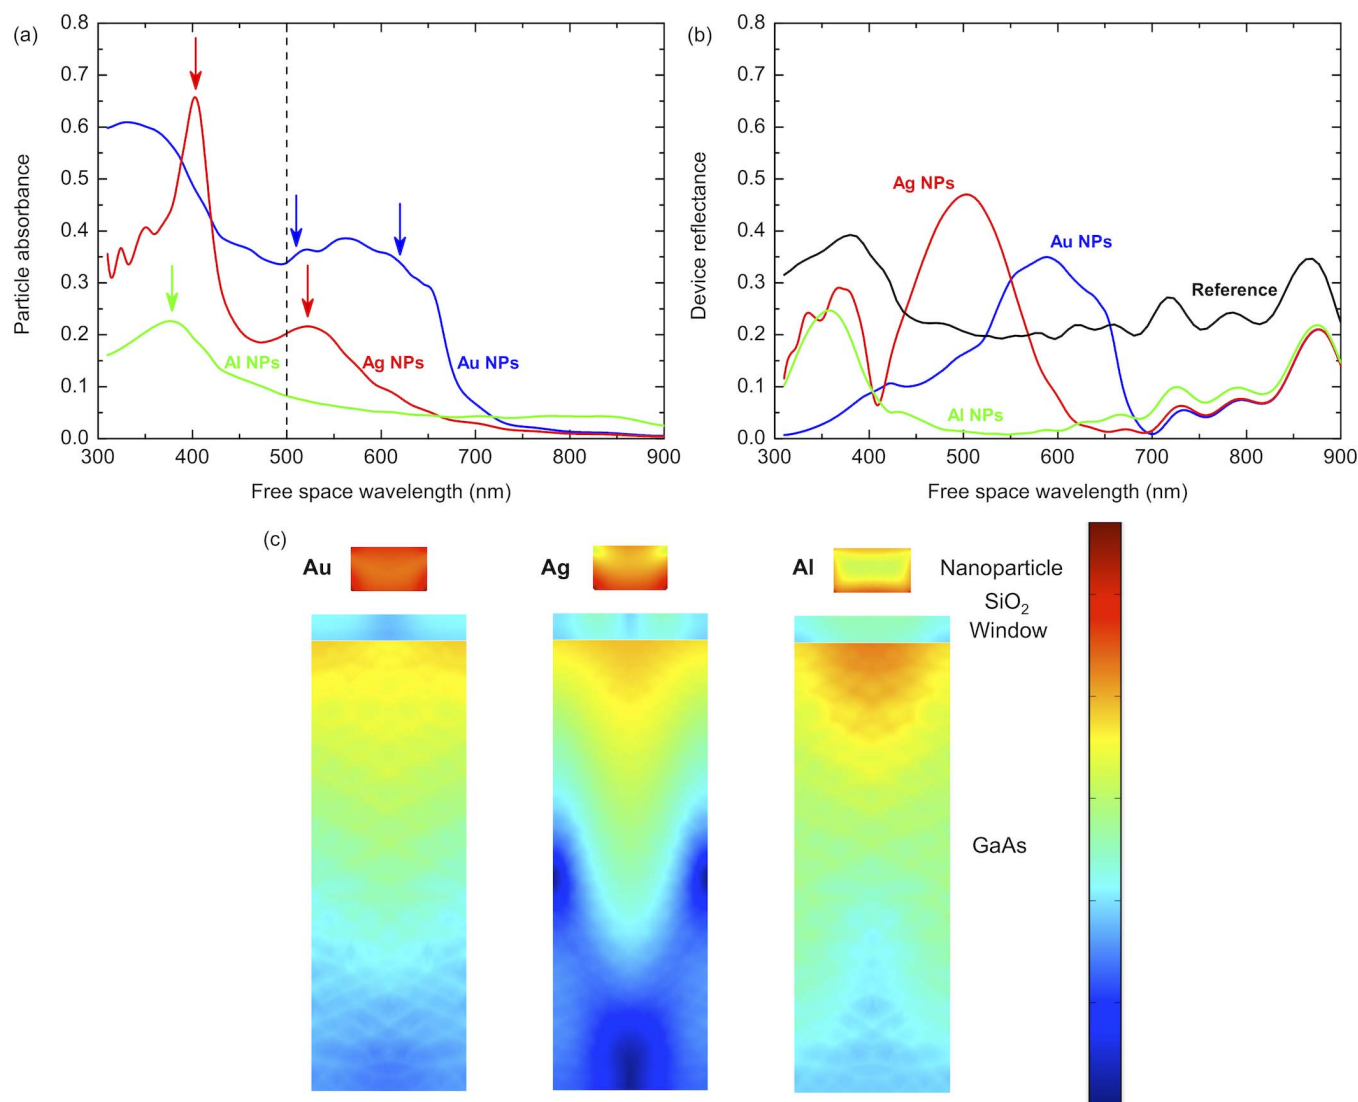 (a)
0.8
0.7
0.6
0.5
0.4
0.3
0.2
0.1
0.0
Particle absorbance
Al NPs
Ag NPs
Au NPs
300 400 500 600 700 800 900
Free space wavelength (nm)
(b)
0.8
0.7
0.6
0.5
0.4
0.3
0.2
0.1
0.0
Device reflectance
Ag NPs
Au NPs
Reference
Al NPs
300 400 500 600 700 800 900
Free space wavelength (nm)
(c)
Au
Ag
Al
Nanoparticle
SiO₂
Window
GaAs